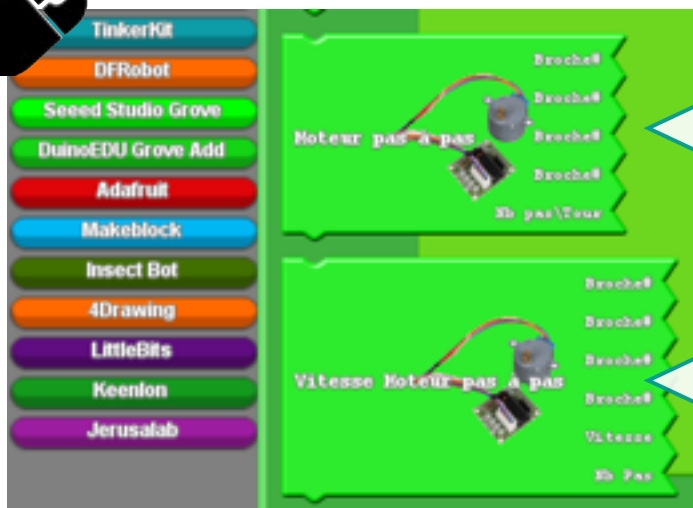 TinkerKit
DFRobot
Seeed Studio Grove
DuinoEDU Grove Add
Adafruit
Makeblock
Insect Bot
4Drawing
LittleBits
Keenlon
Jerusalab
Broche#
Broche#
Moteur pas à pas
Broche#
Broche#
Nb pas\Tour
Broche#
Broche#
Broche#
Vitesse Moteur pas à pas
Broche#
Vitesse
Nb Pas